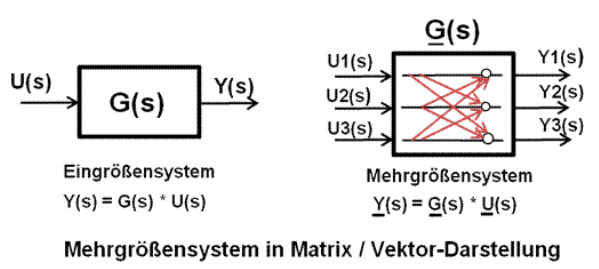 G(s)
U(s)
G(s)
Y(s)
U1(s)
U2(s)
U3(s)
Y1(s)
Y2(s)
Y3(s)
Eingrößensystem
Y(s) = G(s) * U(s)
Mehrgrößensystem
Y(s) = G(s) * U(s)
Mehrgrößensystem in Matrix / Vektor-Darstellung